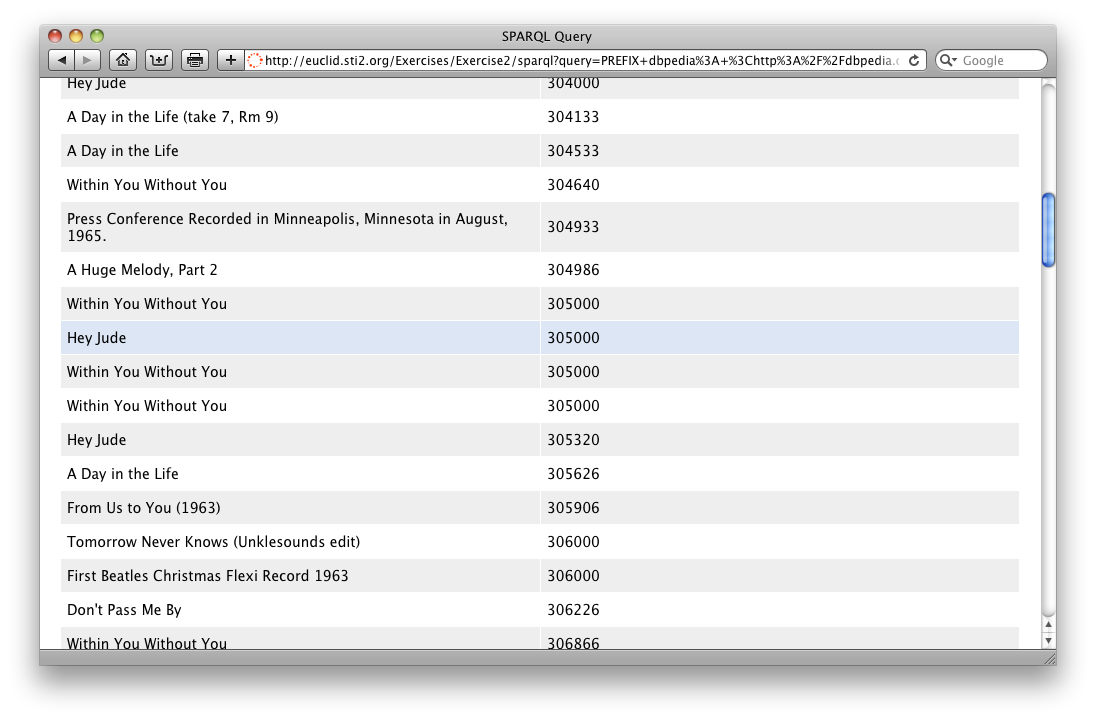 SPARQL Query
http://euclid.sti2.org/Exercises/Exercise2/sparql?query=PREFIX+dbpedia%3A+%3Chttp%3A%2F%2Fdbpedia.c
Google
Hey Jude 304000
A Day in the Life (take 7, Rm 9) 304133
A Day in the Life 304533
Within You Without You 304640
Press Conference Recorded in Minneapolis, Minnesota in August,
1965. 304933
A Huge Melody, Part 2 304986
Within You Without You 305000
Hey Jude 305000
Within You Without You 305000
Within You Without You 305000
Hey Jude 305320
A Day in the Life 305626
From Us to You (1963) 305906
Tomorrow Never Knows (Unklesounds edit) 306000
First Beatles Christmas Flexi Record 1963 306000
Don't Pass Me By 306226
Within You Without You 306866